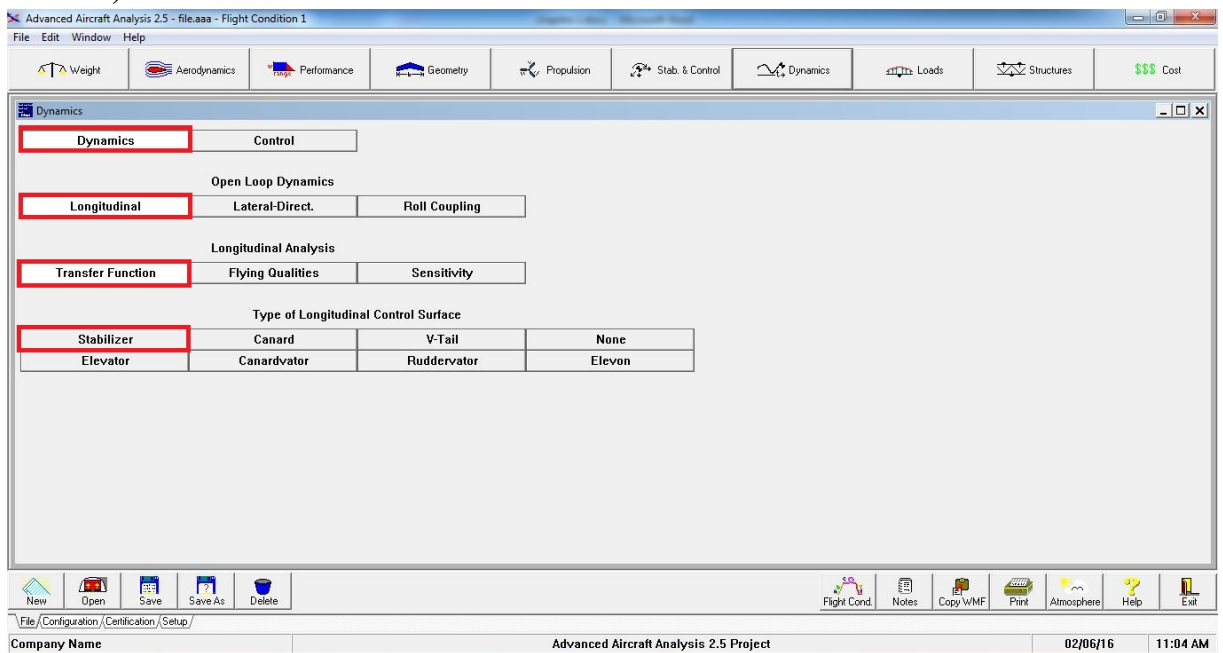 Advanced Aircraft Analysis 2.5 - file.aaa - Flight Condition 1
File Edit Window Help
Weight Aerodynamics range Performance Geometry Propulsion Stab. & Control Dynamics Loads Structures $$$ Cost
Dynamics
Dynamics Control
Open Loop Dynamics
Longitudinal Lateral-Direct. Roll Coupling
Longitudinal Analysis
Transfer Function Flying Qualities Sensitivity
Type of Longitudinal Control Surface
Stabilizer Canard V-Tail None
Elevator Canardvator Ruddervator Elevon
New Open Save Save As Delete Flight Cond. Notes Copy WMF Print Atmosphere Help Exit
File Configuration Certification Setup
Company Name Advanced Aircraft Analysis 2.5 Project 02/06/16 11:04 AM